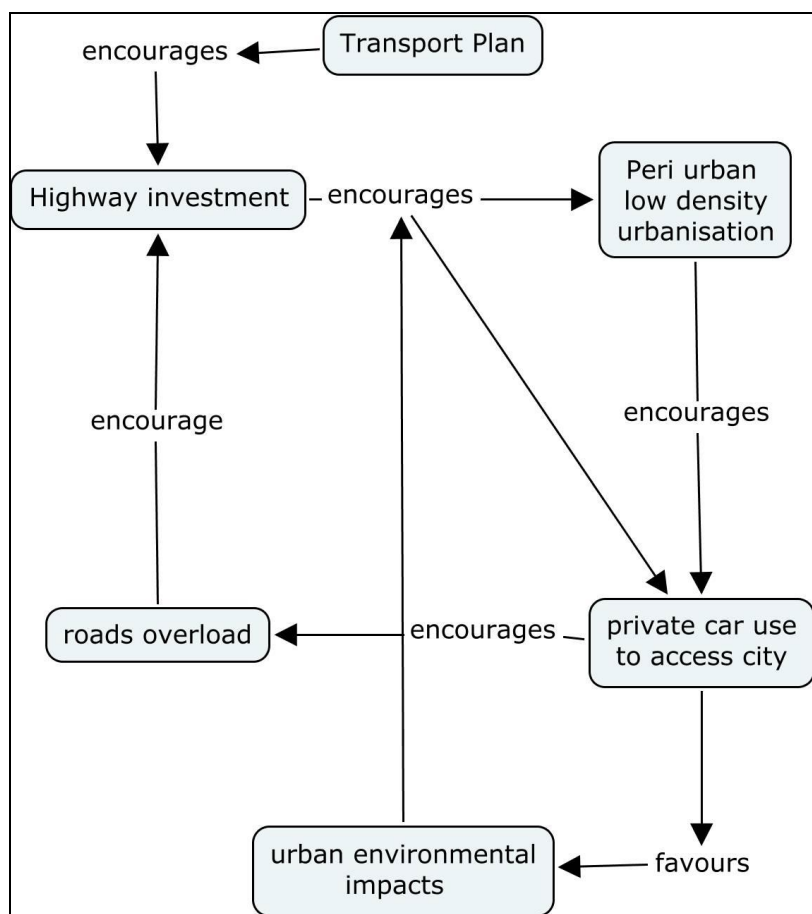 Transport Plan
encourages
Highway investment
encourages
Peri urban
low density
urbanisation
encourage
encourages
roads overload
encourages
private car use
to access city
urban environmental
impacts
favours